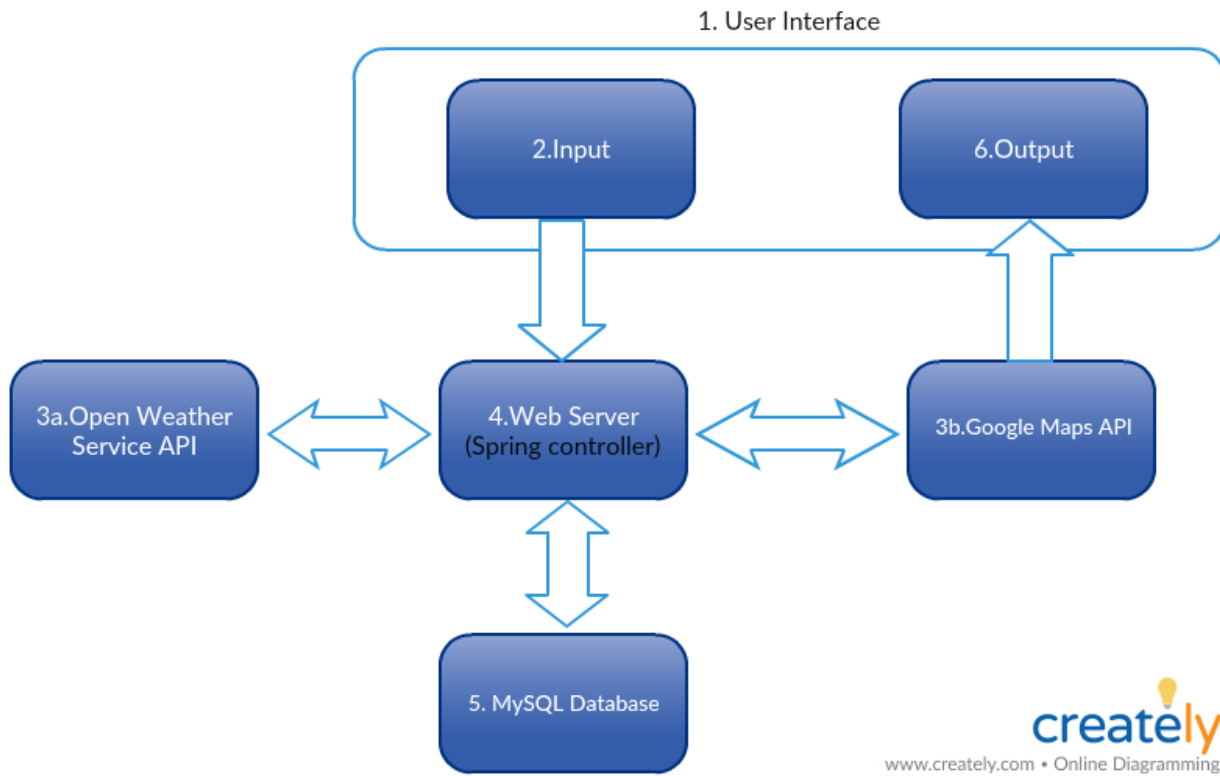 1. User Interface
2.Input
6.Output
3a.Open Weather
Service API
4.Web Server
(Spring controller)
3b.Google Maps API
5. MySQL Database
creately
www.creately.com • Online Diagramming